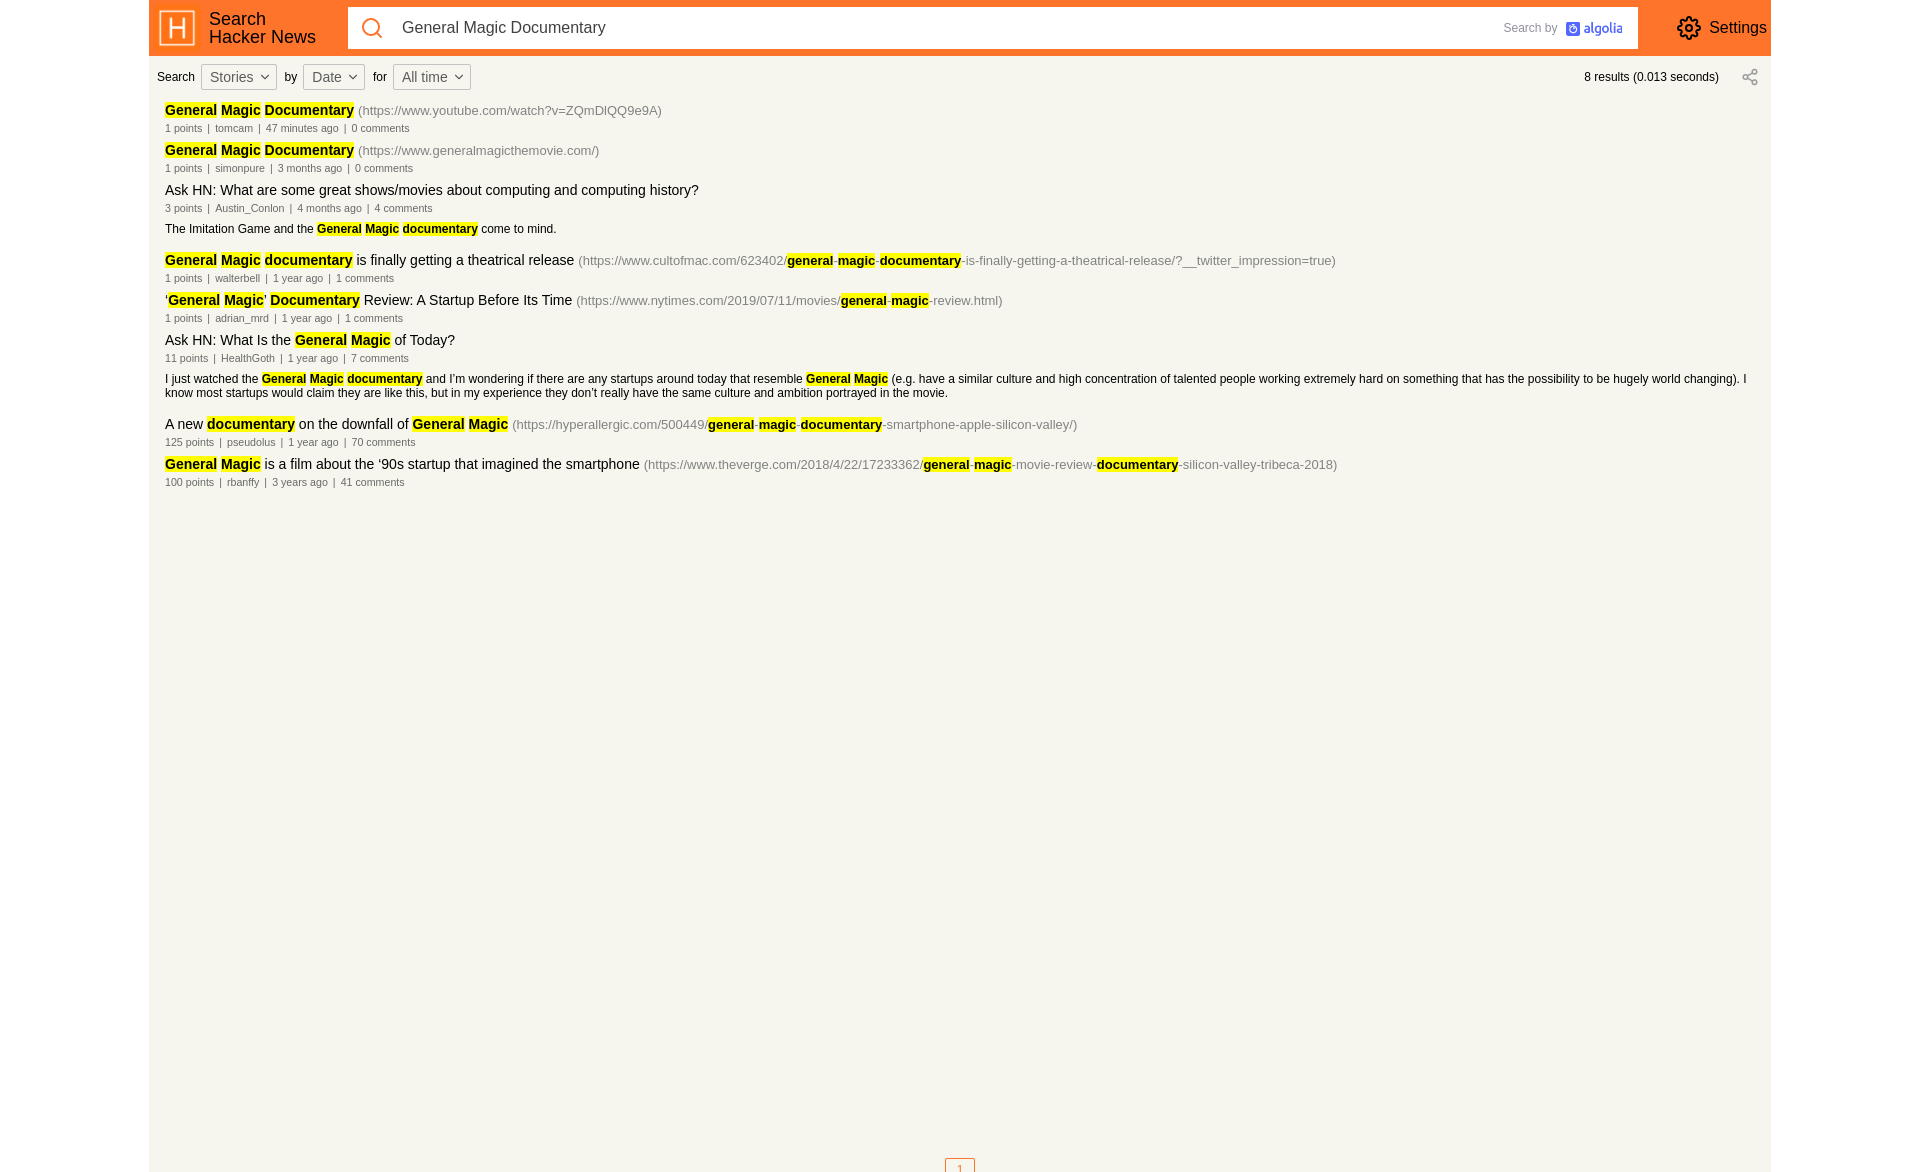 Search
Hacker News
General Magic Documentary
Search by algolia
Settings
Search Stories by Date for All time
8 results (0.013 seconds)
General Magic Documentary (https://www.youtube.com/watch?v=ZQmDlQQ9e9A)
1 points | tomcam | 47 minutes ago | 0 comments
General Magic Documentary (https://www.generalmagicthemovie.com/)
1 points | simonpure | 3 months ago | 0 comments
Ask HN: What are some great shows/movies about computing and computing history?
3 points | Austin_Conlon | 4 months ago | 4 comments
The Imitation Game and the General Magic documentary come to mind.
General Magic documentary is finally getting a theatrical release (https://www.cultofmac.com/623402/general-magic-documentary-is-finally-getting-a-theatrical-release/?__twitter_impression=true)
1 points | walterbell | 1 year ago | 1 comments
‘General Magic’ Documentary Review: A Startup Before Its Time (https://www.nytimes.com/2019/07/11/movies/general-magic-review.html)
1 points | adrian_mrd | 1 year ago | 1 comments
Ask HN: What Is the General Magic of Today?
11 points | HealthGoth | 1 year ago | 7 comments
I just watched the General Magic documentary and I’m wondering if there are any startups around today that resemble General Magic (e.g. have a similar culture and high concentration of talented people working extremely hard on something that has the possibility to be hugely world changing). I
know most startups would claim they are like this, but in my experience they don’t really have the same culture and ambition portrayed in the movie.
A new documentary on the downfall of General Magic (https://hyperallergic.com/500449/general-magic-documentary-smartphone-apple-silicon-valley/)
125 points | pseudolus | 1 year ago | 70 comments
General Magic is a film about the ‘90s startup that imagined the smartphone (https://www.theverge.com/2018/4/22/17233362/general-magic-movie-review-documentary-silicon-valley-tribeca-2018)
100 points | rbanffy | 3 years ago | 41 comments
1